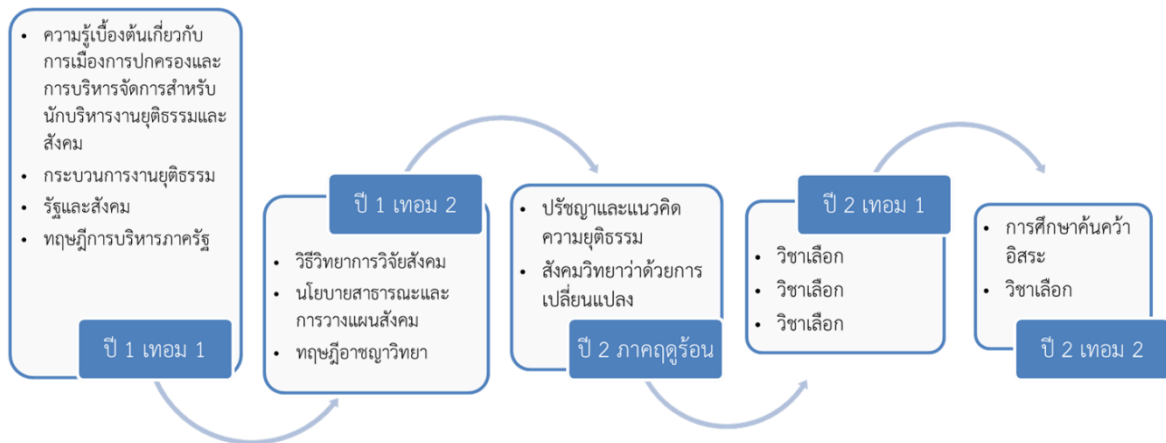 • ความรู้เบื้องต้นเกี่ยวกับ
การเมืองการปกครองและ
การบริหารจัดการสำหรับ
นักบริหารงานยุติธรรมและ
สังคม
• กระบวนการงานยุติธรรม
• รัฐและสังคม
• ทฤษฎีการบริหารภาครัฐ
ปี 1 เทอม 1
ปี 1 เทอม 2
• วิธีวิทยาการวิจัยสังคม
• นโยบายสาธารณะและ
การวางแผนสังคม
• ทฤษฎีอาชญาวิทยา
• ปรัชญาและแนวคิด
ความยุติธรรม
• สังคมวิทยาว่าด้วยการ
เปลี่ยนแปลง
ปี 2 ภาคฤดูร้อน
ปี 2 เทอม 1
• วิชาเลือก
• วิชาเลือก
• วิชาเลือก
• การศึกษาค้นคว้า
อิสระ
• วิชาเลือก
ปี 2 เทอม 2